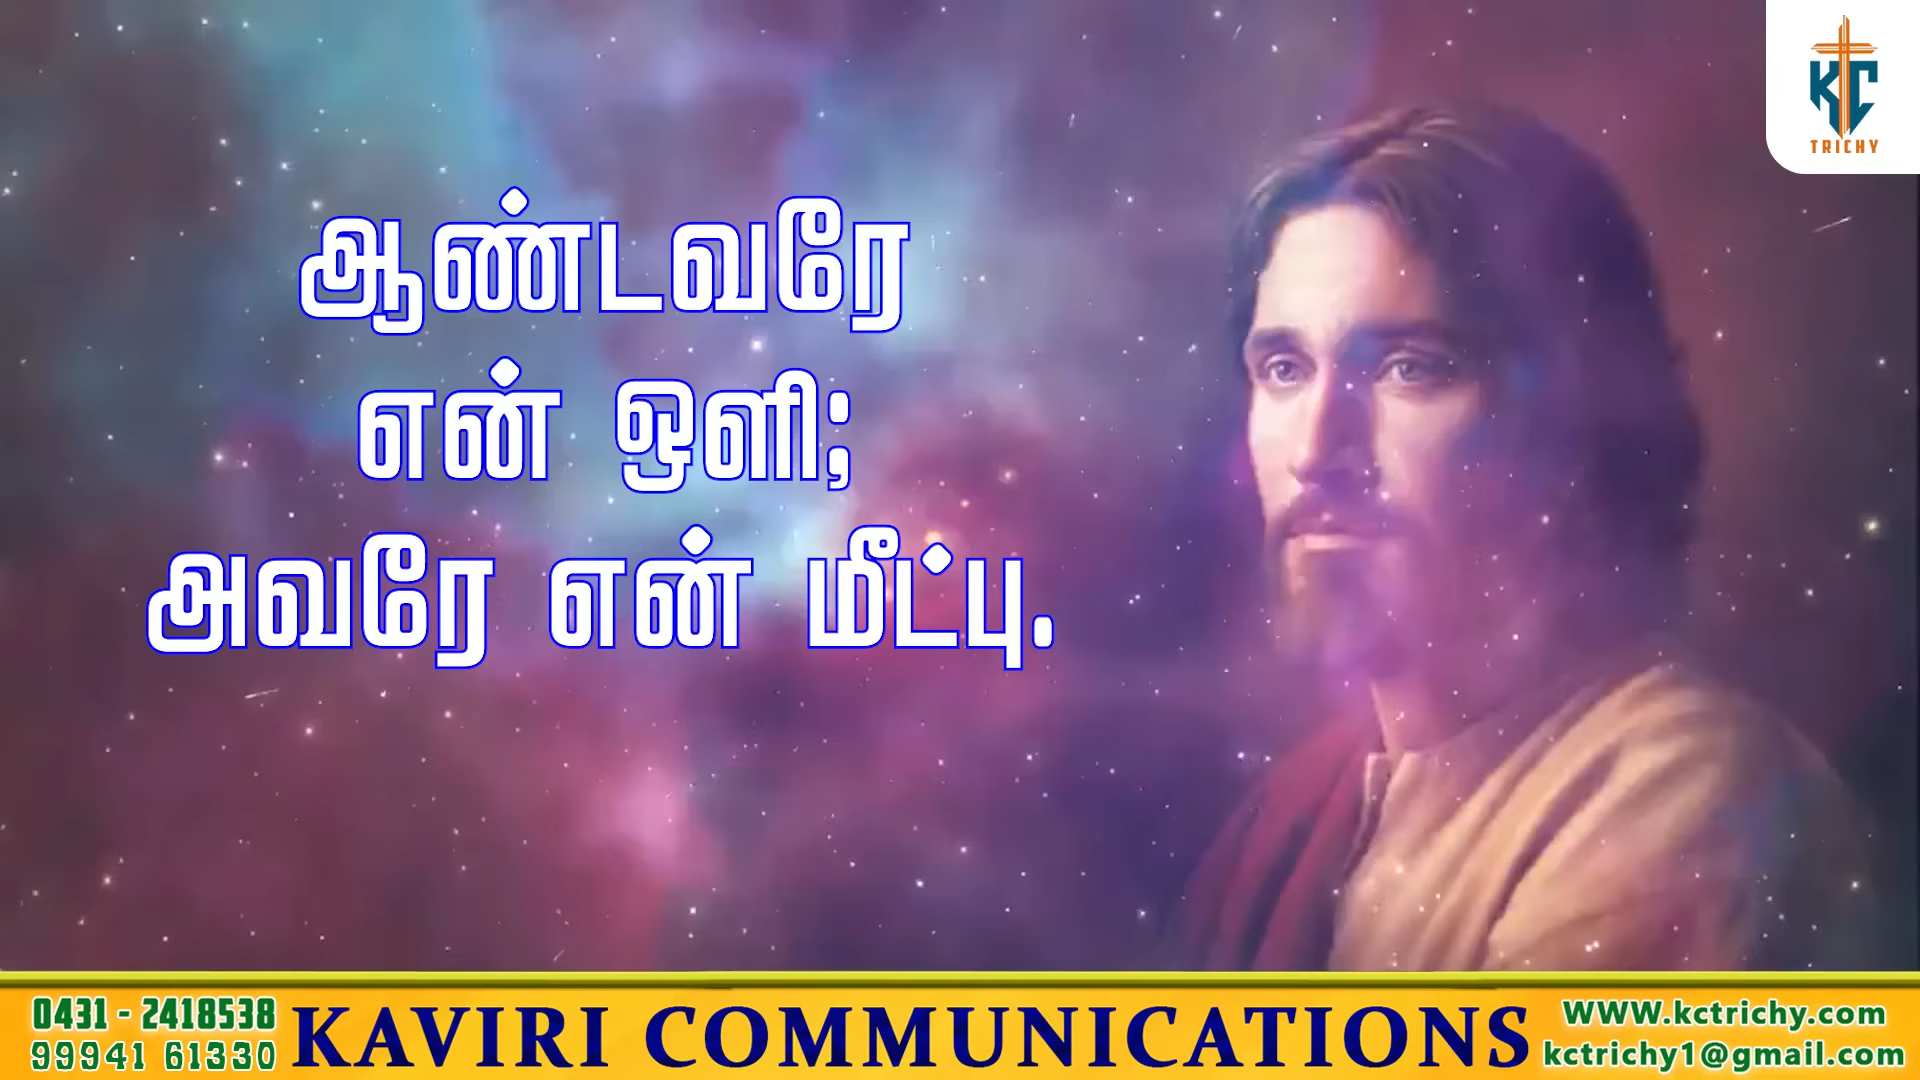 KC
TRICHY
ஆண்டவரே
என் ஒளி;
அவரே என் மீட்பு.
0431 - 2418538
99941 61330
KAVIRI COMMUNICATIONS
www.kctrichy.com
kctrichy1@gmail.com